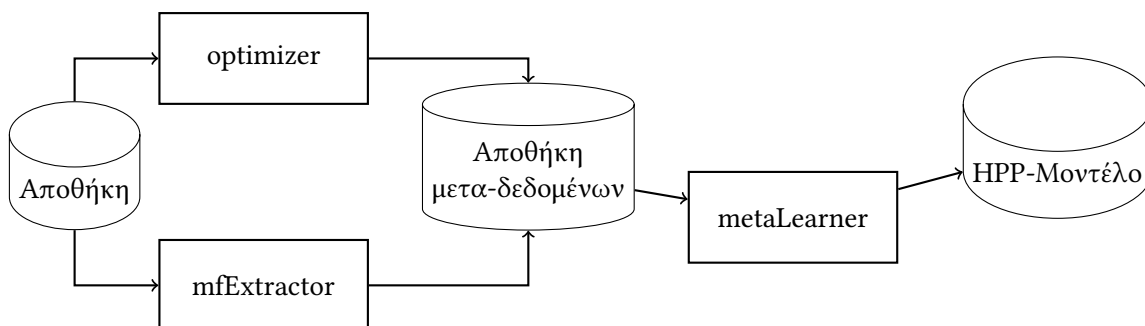 optimizer
Αποθήκη
Αποθήκη
μετα-δεδομένων
HPP-Μοντέλο
metaLearner
mfExtractor